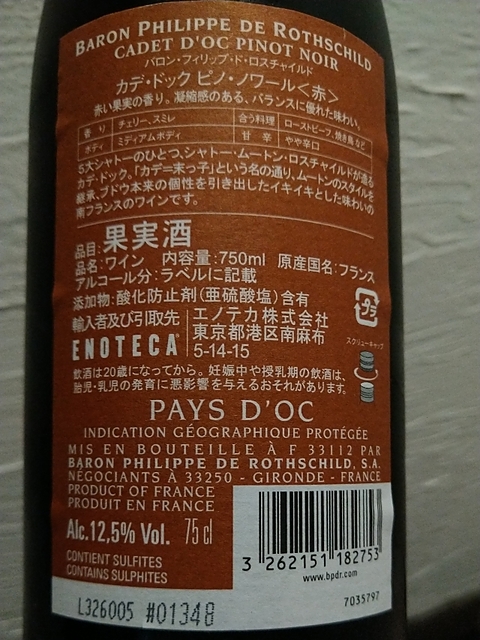 BARON PHILIPPE DE ROTHSCHILD
CADET D'OC PINOT NOIR
バロン・フィリップ・ド・ロスチャイルド
カデ・ドック ピノ・ノワール<赤>
赤い果実の香り。凝縮感のある、バランスに優れた味わい。
香り チェリー、スミレ 合う料理 ローストビーフ、焼き鳥など
ボディ ミディアムボディ 甘辛 やや辛口
5大シャトーのひとつ、シャトー・ムートン・ロスチャイルドが造る
カデ・ドック。「カデ=末っ子」という名の通り、ムートンのスタイルを
継承、ブドウ本来の個性を引き出したイキイキとした味わいの
南フランスのワインです。
品目:果実酒
品名:ワイン 内容量:750ml 原産国名:フランス
アルコール分:ラベルに記載
添加物:酸化防止剤(亜硫酸塩)含有
輸入者及び引取先 エノテカ株式会社
東京都港区南麻布
ENOTECA 5-14-15
プラ
スクリューキャップ
飲酒は20歳になってから。妊娠中や授乳期の飲酒は、
胎児・乳児の発育に悪影響を与えるおそれがあります。
PAYS D'OC
INDICATION GÉOGRAPHIQUE PROTÉGÉE
MIS EN BOUTEILLE À F 33112 PAR
BARON PHILIPPE DE ROTHSCHILD, S.A.
NÉGOCIANTS À 33250 - GIRONDE - FRANCE
PRODUCT OF FRANCE
PRODUIT EN FRANCE
Alc.12,5% Vol. 75 cl
CONTIENT SULFITES
CONTAINS SULPHITES
3 262151 182753
www.bpdr.com
7035797
L326005 #01348